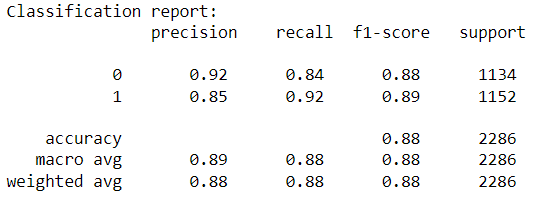 Classification report:
precision recall f1-score support
0 0.92 0.84 0.88 1134
1 0.85 0.92 0.89 1152
accuracy 0.88 2286
macro avg 0.89 0.88 0.88 2286
weighted avg 0.88 0.88 0.88 2286